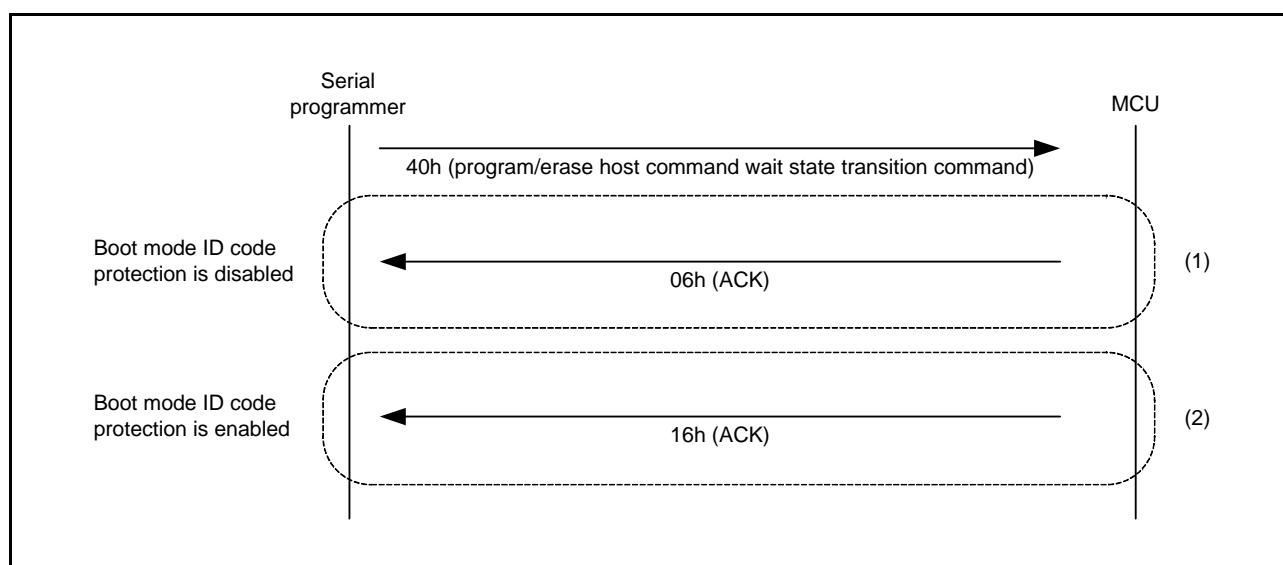 Serial
programmer
MCU
40h (program/erase host command wait state transition command)
Boot mode ID code
protection is disabled
06h (ACK)
(1)
Boot mode ID code
protection is enabled
16h (ACK)
(2)